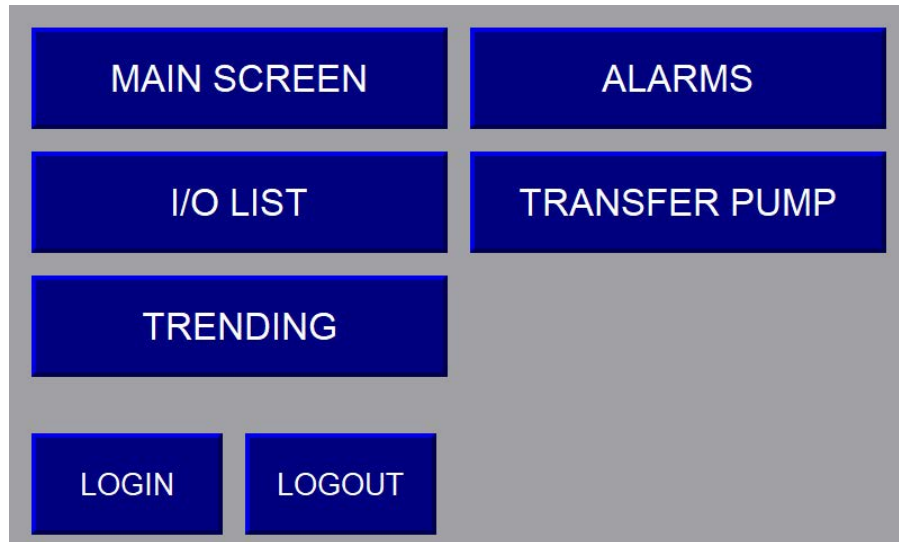 MAIN SCREEN
ALARMS
I/O LIST
TRANSFER PUMP
TRENDING
LOGIN
LOGOUT